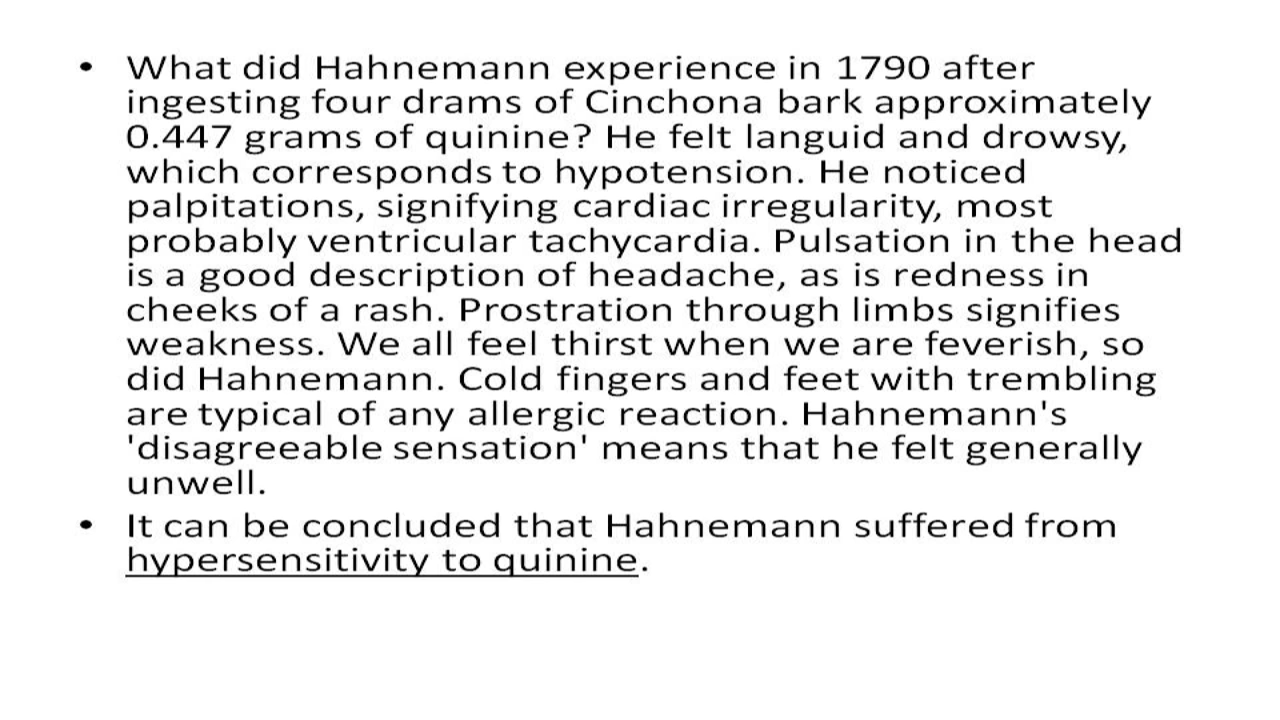 • What did Hahnemann experience in 1790 after
ingesting four drams of Cinchona bark approximately
0.447 grams of quinine? He felt languid and drowsy,
which corresponds to hypotension. He noticed
palpitations, signifying cardiac irregularity, most
probably ventricular tachycardia. Pulsation in the head
is a good description of headache, as is redness in
cheeks of a rash. Prostration through limbs signifies
weakness. We all feel thirst when we are feverish, so
did Hahnemann. Cold fingers and feet with trembling
are typical of any allergic reaction. Hahnemann's
'disagreeable sensation' means that he felt generally
unwell.
• It can be concluded that Hahnemann suffered from
hypersensitivity to quinine.